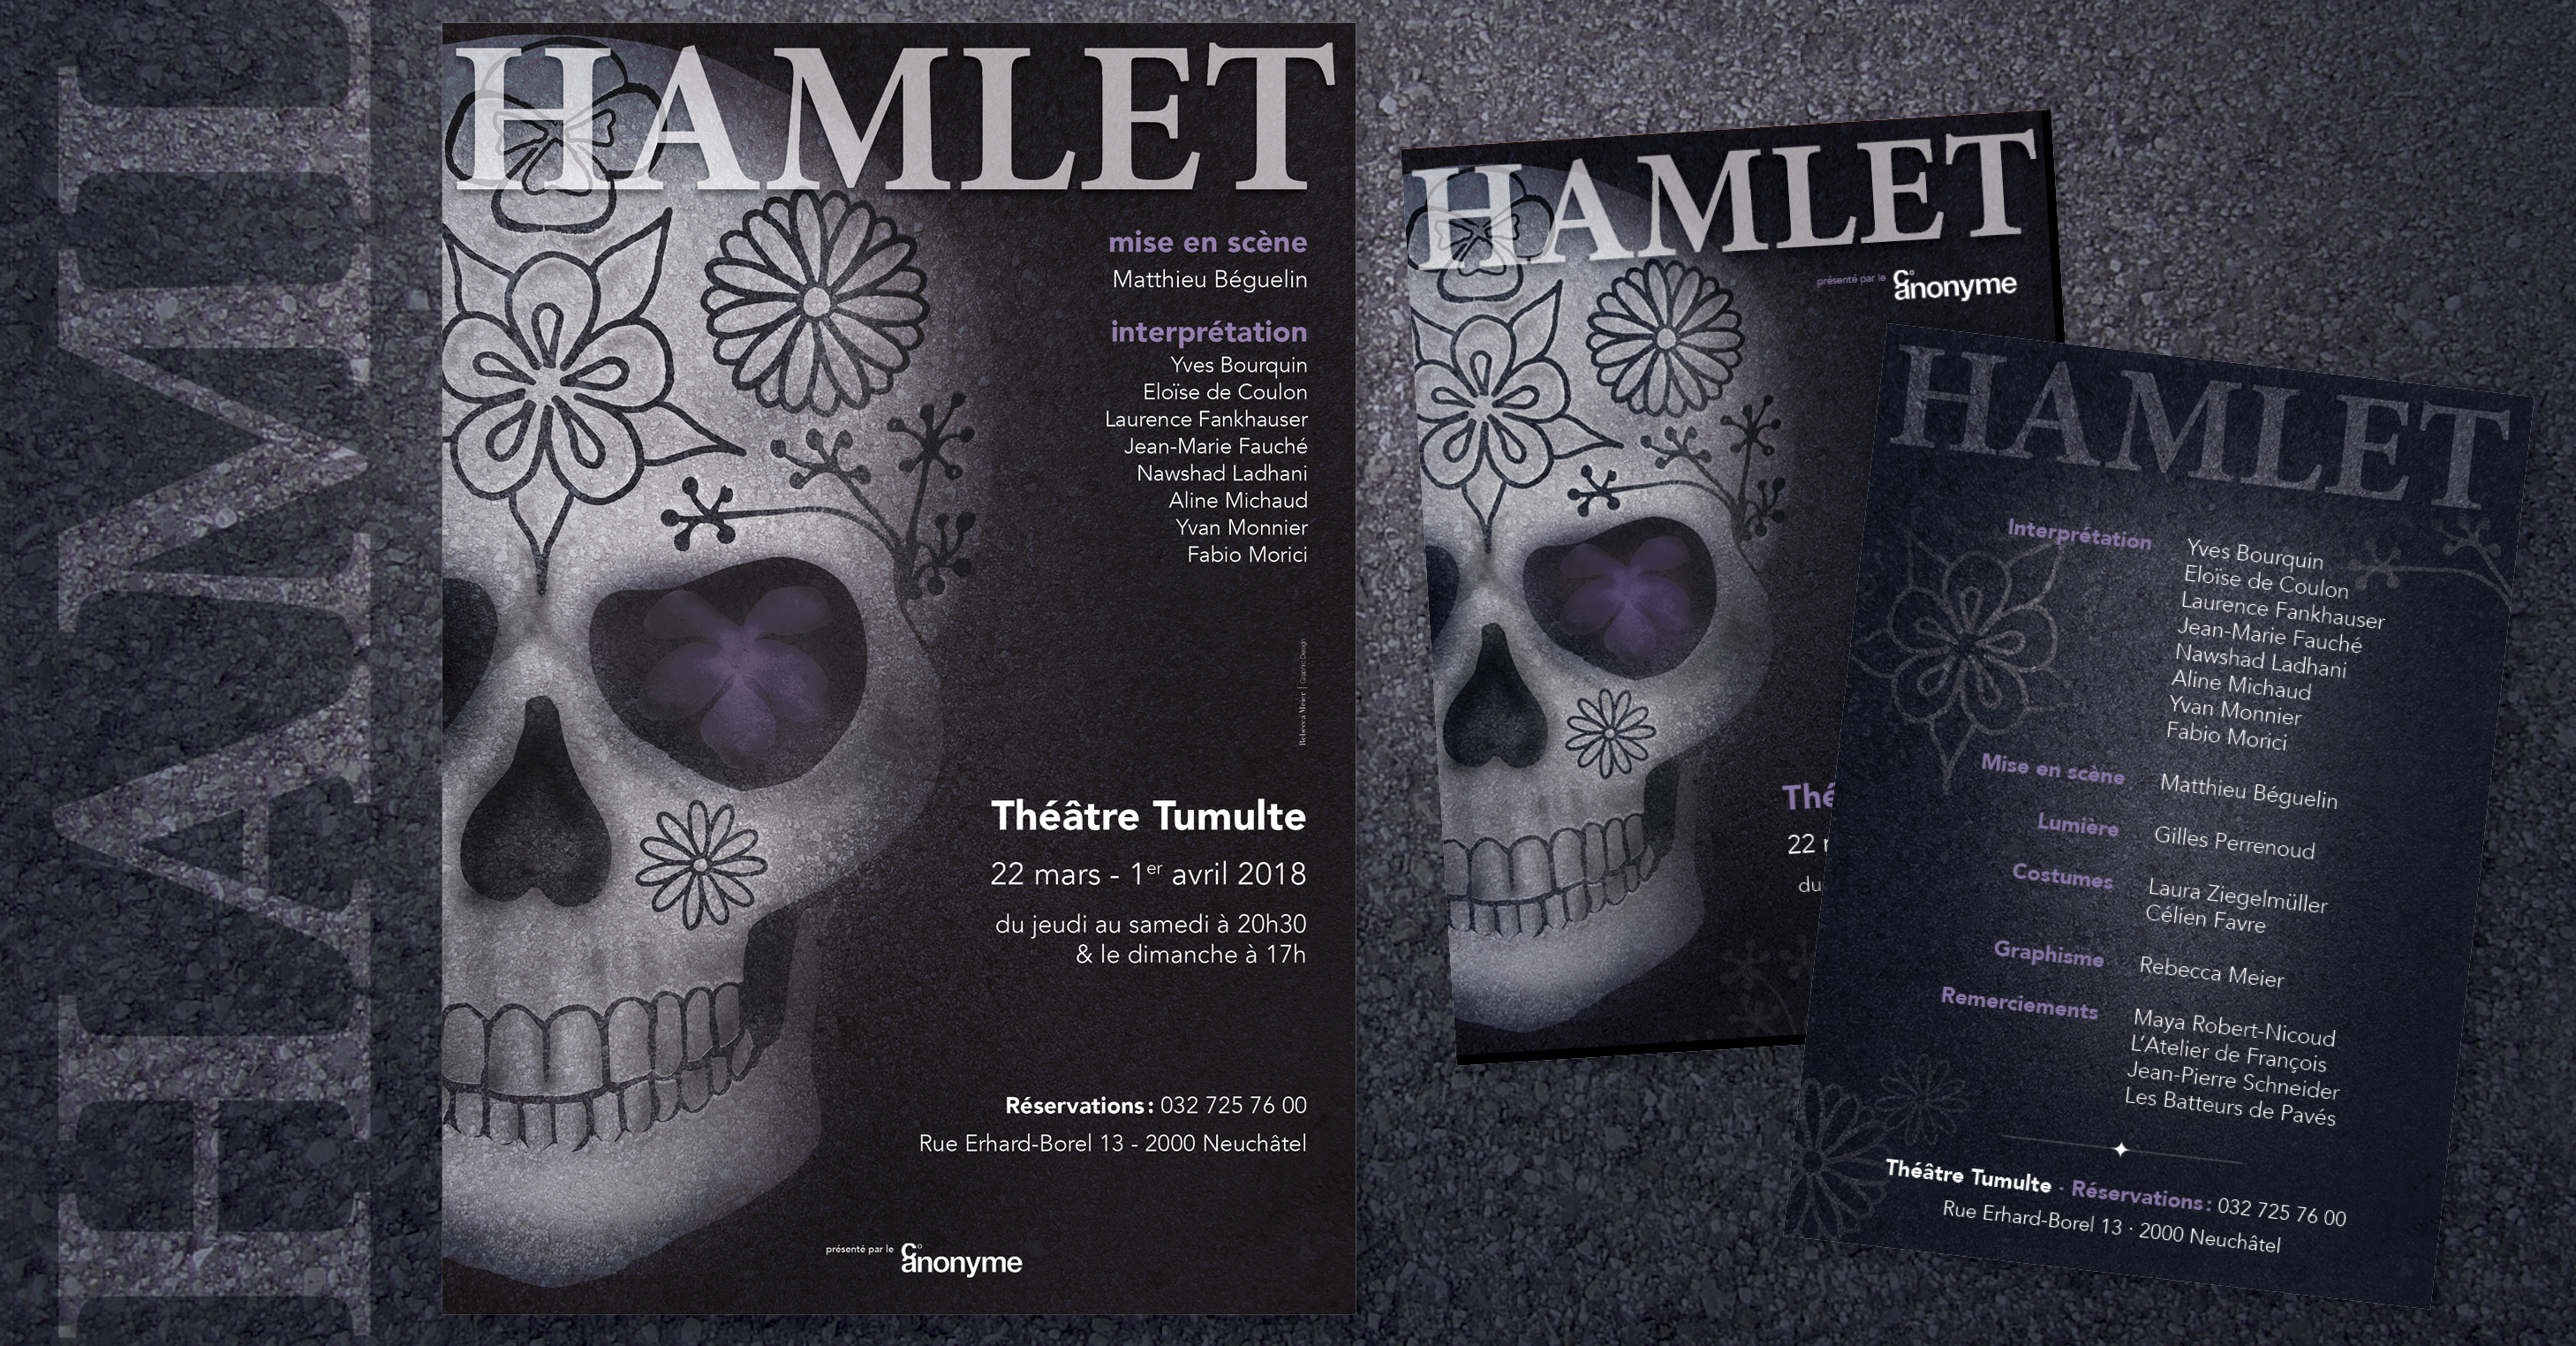 HAML
HAMLET
mise en scène
Matthieu Béguelin
interprétation
Yves Bourquin
Eloïse de Coulon
Laurence Fankhauser
Jean-Marie Fauché
Nawshad Ladhani
Aline Michaud
Yvan Monnier
Fabio Morici
Rebecca Meier | Graphic Design
Théâtre Tumulte
22 mars - 1er avril 2018
du jeudi au samedi à 20h30
& le dimanche à 17h
Réservations : 032 725 76 00
Rue Erhard-Borel 13 - 2000 Neuchâtel
présenté par le c° anonyme
HAMLET
présenté par le c° anonyme
Thé
22
du
HAMLET
Interprétation Yves Bourquin
Eloïse de Coulon
Laurence Fankhauser
Jean-Marie Fauché
Nawshad Ladhani
Aline Michaud
Yvan Monnier
Fabio Morici
Mise en scène Matthieu Béguelin
Lumière Gilles Perrenoud
Costumes Laura Ziegelmüller
Célien Favre
Graphisme Rebecca Meier
Remerciements Maya Robert-Nicoud
L'Atelier de François
Jean-Pierre Schneider
Les Batteurs de Pavés
Théâtre Tumulte · Réservations : 032 725 76 00
Rue Erhard-Borel 13 · 2000 Neuchâtel